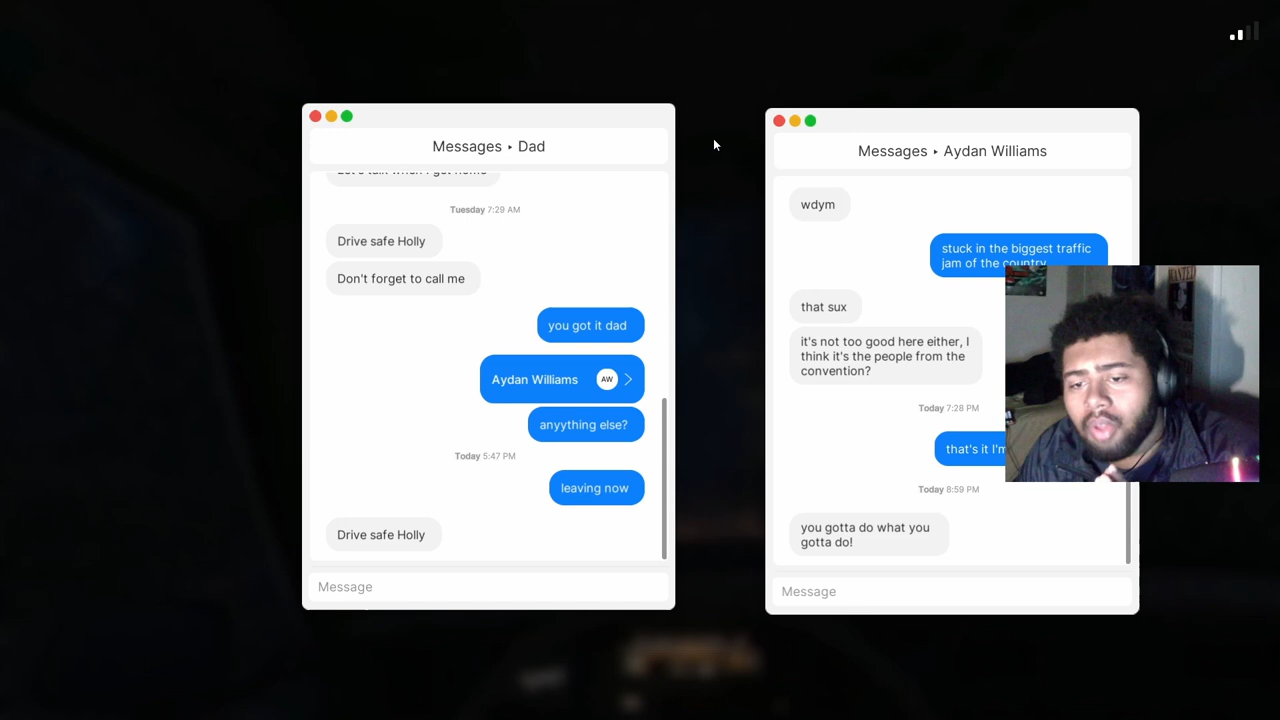 Messages ▸ Dad
Tuesday 7:29 AM
Drive safe Holly
Don't forget to call me
you got it dad
Aydan Williams AW
anyything else?
Today 5:47 PM
leaving now
Drive safe Holly
Message
Messages ▸ Aydan Williams
wdym
stuck in the biggest traffic
jam of the country
that sux
it's not too good here either, I
think it's the people from the
convention?
Today 7:28 PM
that's it I'm
Today 8:59 PM
you gotta do what you
gotta do!
Message
WANTED